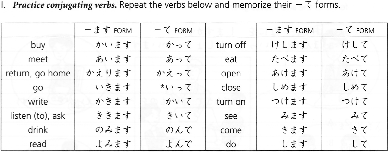 I. Practice conjugating verbs. Repeat the verbs below and memorize their ーて forms.
ーます FORM ーて FORM ーます FORM ーて FORM
buy かいます かって turn off けします けして
meet あいます あって eat たべます たべて
return, go home かえります かえって open あけます あけて
go いきます いって close しめます しめて
write かきます かいて turn on つけます つけて
listen (to), ask ききます きいて see みます みて
drink のみます のんで come きます きて
read よみます よんで do します して